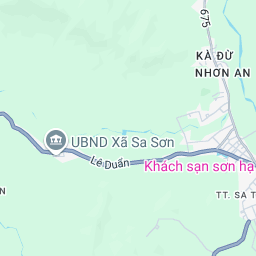 675
KÀ ĐỪ
NHƠN AN
UBND Xã Sa Sơn
Lê Duẩn
Khách sạn sơn hạ
TT. SA T
N